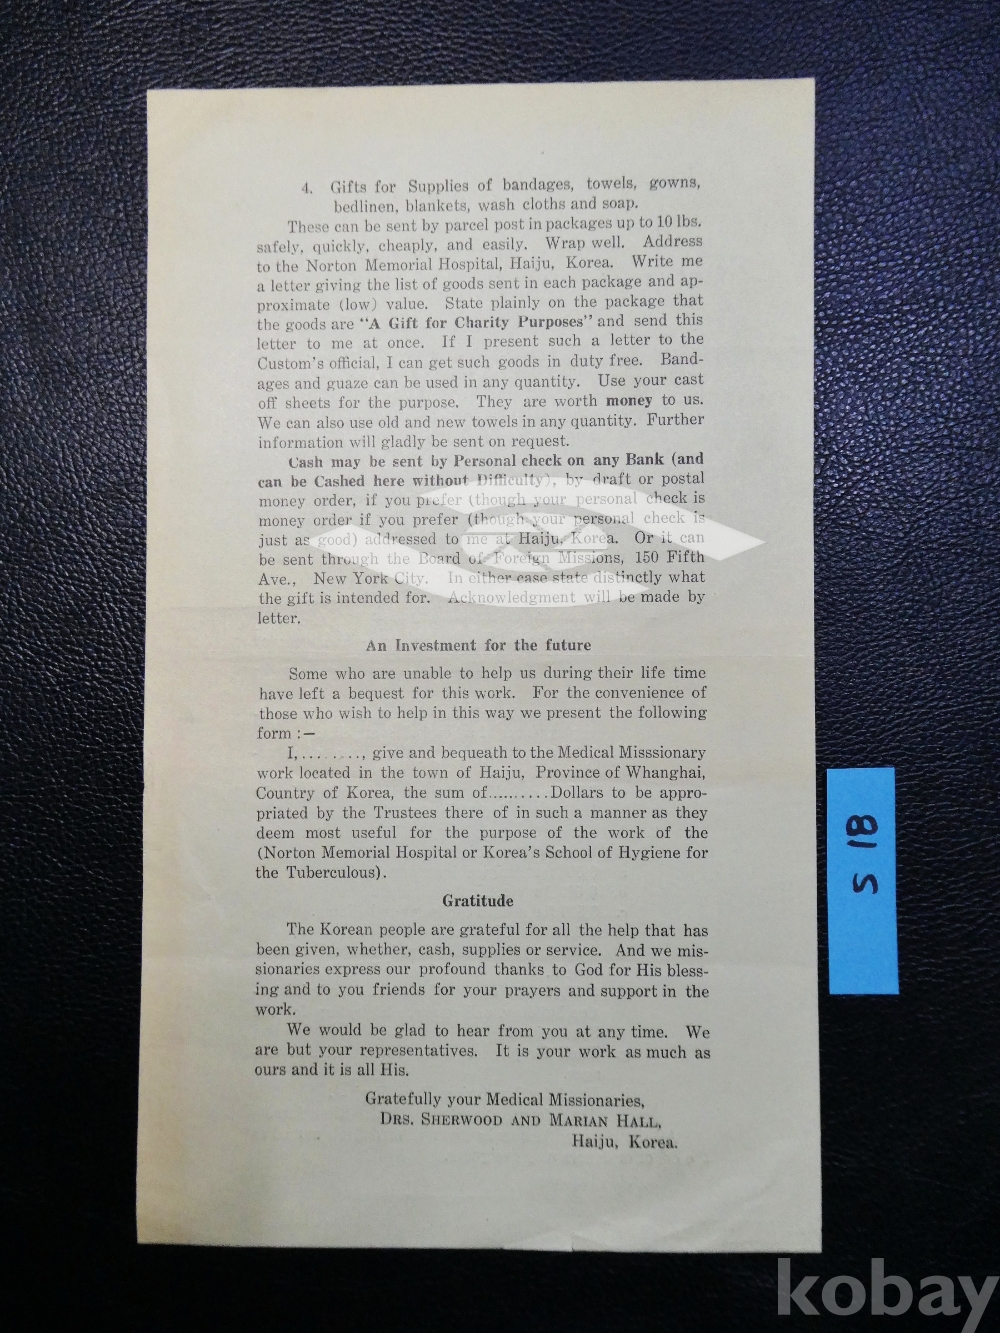 4. Gifts for Supplies of bandages, towels, gowns,
bedlinen, blankets, wash cloths and soap.
These can be sent by parcel post in packages up to 10 lbs.
safely, quickly, cheaply, and easily. Wrap well. Address
to the Norton Memorial Hospital, Haiju, Korea. Write me
a letter giving the list of goods sent in each package and ap-
proximate (low) value. State plainly on the package that
the goods are "A Gift for Charity Purposes" and send this
letter to me at once. If I present such a letter to the
Custom's official, I can get such goods in duty free. Band-
ages and guaze can be used in any quantity. Use your cast
off sheets for the purpose. They are worth money to us.
We can also use old and new towels in any quantity. Further
information will gladly be sent on request.
Cash may be sent by Personal check on any Bank (and
can be Cashed here without Difficulty), by draft or postal
money order, if you prefer (though your personal check is
money order if you prefer (though your personal check is
just as good) addressed to me at Haiju, Korea. Or it can
be sent through the Board of Foreign Missions, 150 Fifth
Ave., New York City. In either case state distinctly what
the gift is intended for. Acknowledgment will be made by
letter.
An Investment for the future
Some who are unable to help us during their life time
have left a bequest for this work. For the convenience of
those who wish to help in this way we present the following
form :—
I,........, give and bequeath to the Medical Misssionary
work located in the town of Haiju, Province of Whanghai,
Country of Korea, the sum of..........Dollars to be appro-
priated by the Trustees there of in such a manner as they
deem most useful for the purpose of the work of the
(Norton Memorial Hospital or Korea's School of Hygiene for
the Tuberculous).
Gratitude
The Korean people are grateful for all the help that has
been given, whether, cash, supplies or service. And we mis-
sionaries express our profound thanks to God for His bless-
ing and to you friends for your prayers and support in the
work.
We would be glad to hear from you at any time. We
are but your representatives. It is your work as much as
ours and it is all His.
Gratefully your Medical Missionaries,
DRS. SHERWOOD AND MARIAN HALL,
Haiju, Korea.
S 1B
kobay